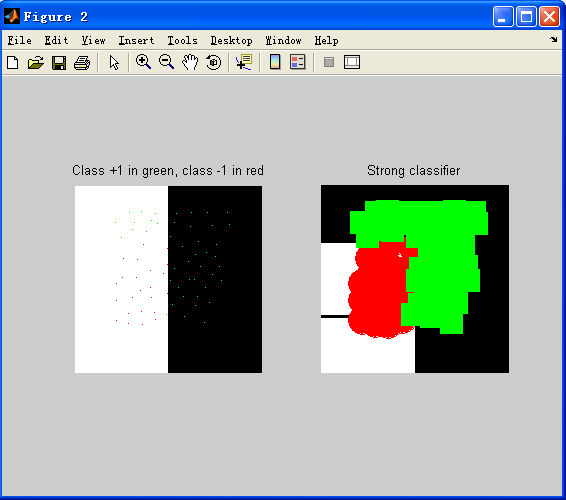 Figure 2
File Edit View Insert Tools Desktop Window Help
Class +1 in green, class -1 in red
Strong classifier